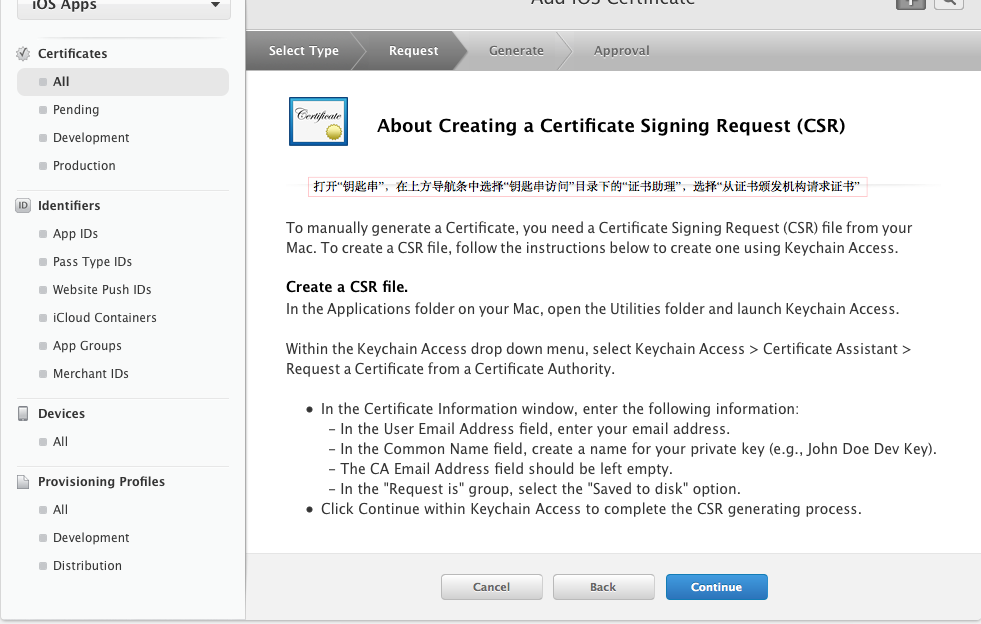 iOS Apps
Add iOS Certificate
Certificates
All
Pending
Development
Production
Identifiers
ID
App IDs
Pass Type IDs
Website Push IDs
iCloud Containers
App Groups
Merchant IDs
Devices
All
Provisioning Profiles
All
Development
Distribution
Select Type
Request
Generate
Approval
Certificate
About Creating a Certificate Signing Request (CSR)
打开“钥匙串”，在上方导航条中选择“钥匙串访问”目录下的“证书助理”，选择“从证书颁发机构请求证书”
To manually generate a Certificate, you need a Certificate Signing Request (CSR) file from your
Mac. To create a CSR file, follow the instructions below to create one using Keychain Access.
Create a CSR file.
In the Applications folder on your Mac, open the Utilities folder and launch Keychain Access.
Within the Keychain Access drop down menu, select Keychain Access > Certificate Assistant >
Request a Certificate from a Certificate Authority.
• In the Certificate Information window, enter the following information:
– In the User Email Address field, enter your email address.
– In the Common Name field, create a name for your private key (e.g., John Doe Dev Key).
– The CA Email Address field should be left empty.
– In the "Request is" group, select the "Saved to disk" option.
• Click Continue within Keychain Access to complete the CSR generating process.
Cancel
Back
Continue